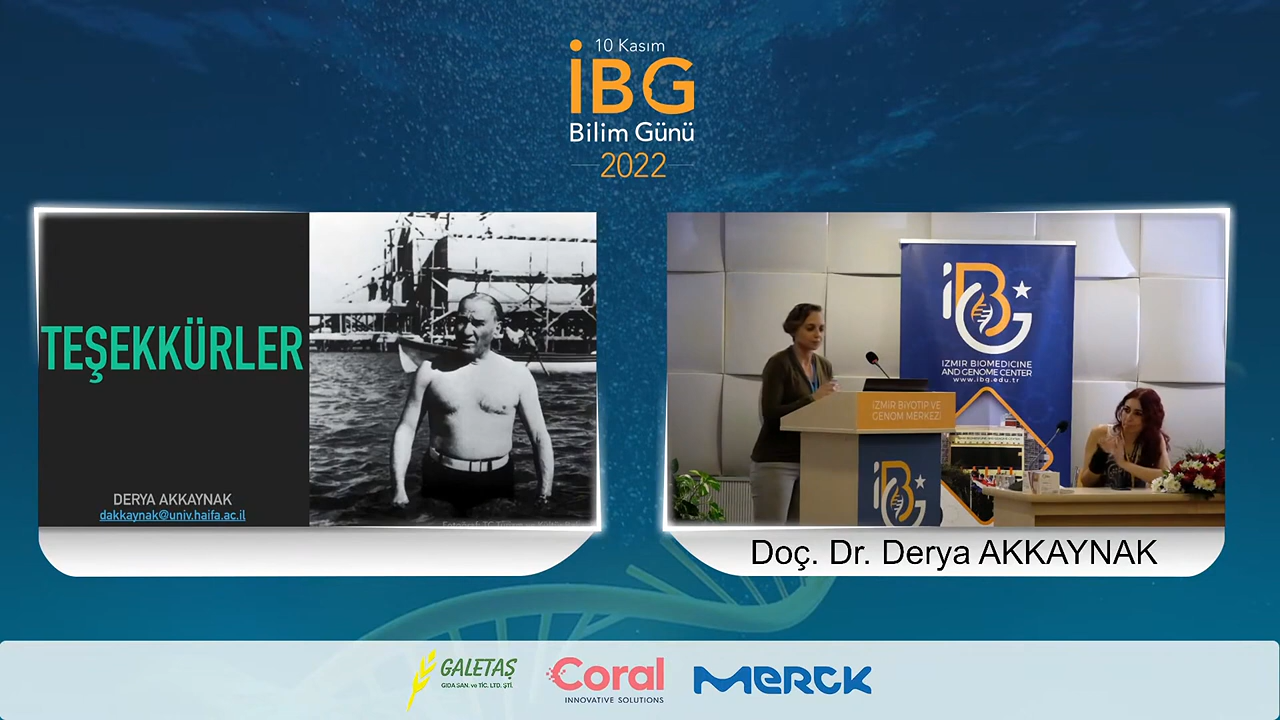 10 Kasım
İBG
Bilim Günü
2022
TEŞEKKÜRLER
DERYA AKKAYNAK
dakkaynak@univ.haifa.ac.il
iBG
IZMIR BIOMEDICINE
AND GENOME CENTER
www.ibg.edu.tr
İZMİR BİYOTIP VE
GENOM MERKEZİ
iBG
Doç. Dr. Derya AKKAYNAK
GALETAŞ
GIDA SAN. ve TİC. LTD. ŞTİ.
Coral
INNOVATIVE SOLUTIONS
MERCK